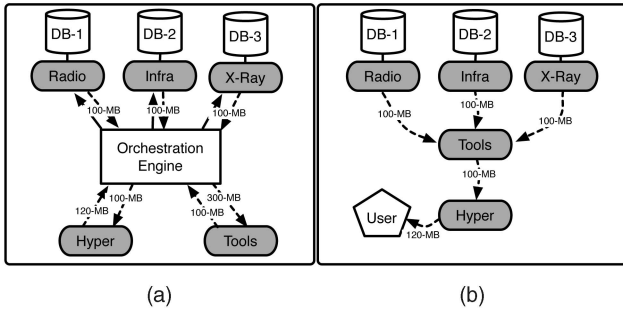 DB-1 DB-2 DB-3
Radio Infra X-Ray
100-MB 100-MB 100-MB
Orchestration
Engine
120-MB 100-MB 300-MB
100-MB
Hyper Tools
(a)
DB-1 DB-2 DB-3
Radio Infra X-Ray
100-MB 100-MB 100-MB
Tools
100-MB
User Hyper
120-MB
(b)